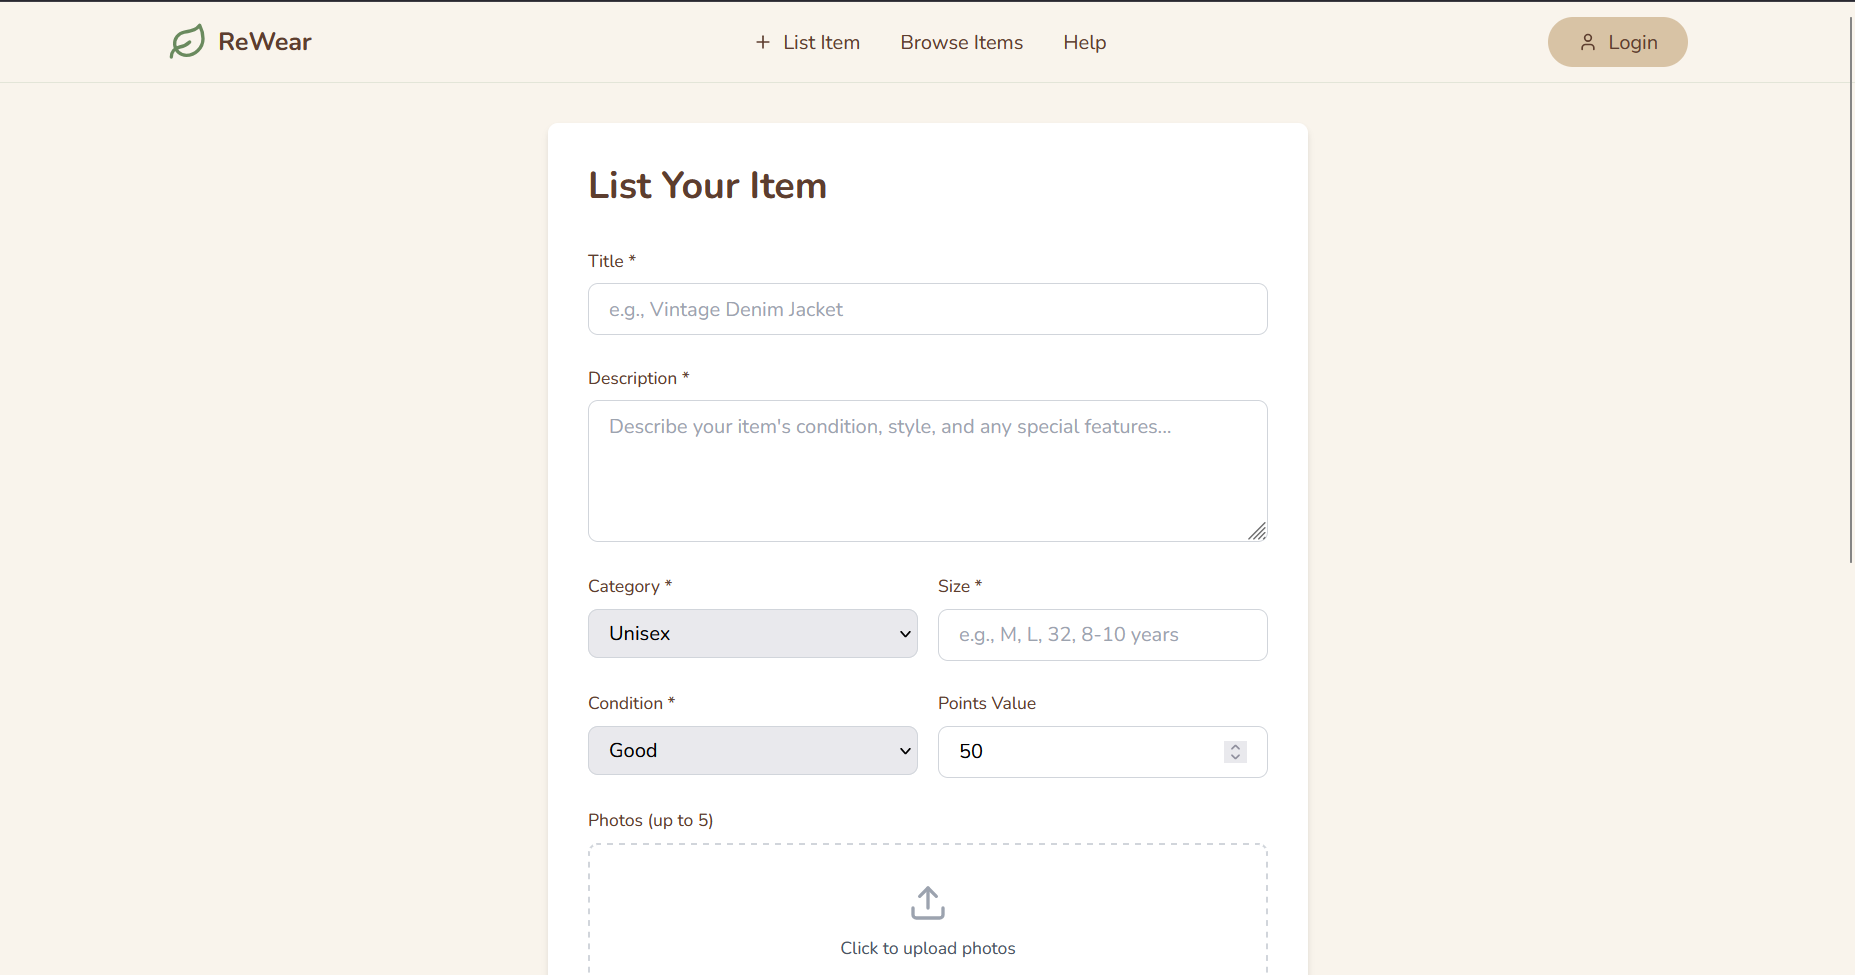 ReWear
List Item
Browse Items
Help
Login
List Your Item
Title *
e.g., Vintage Denim Jacket
Description *
Describe your item's condition, style, and any special features...
Category *
Size *
Unisex
e.g., M, L, 32, 8-10 years
Condition *
Points Value
Good
50
Photos (up to 5)
Click to upload photos